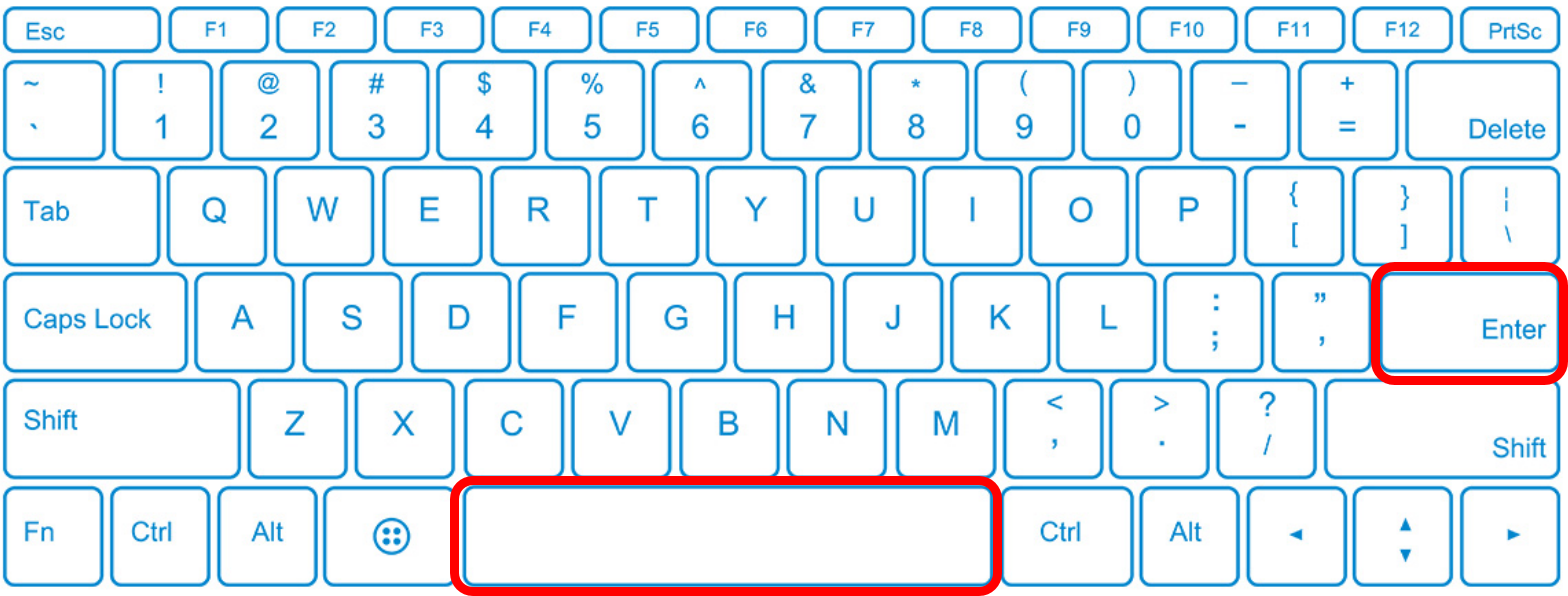 Esc F1 F2 F3 F4 F5 F6 F7 F8 F9 F10 F11 F12 PrtSc
~ ! @ # $ % ^ & * ( ) – +
` 1 2 3 4 5 6 7 8 9 0 - = Delete
Tab Q W E R T Y U I O P { } ¦
[ ] \
Caps Lock A S D F G H J K L : ”
; , Enter
Shift Z X C V B N M < > ?
, . / Shift
Fn Ctrl Alt Ctrl Alt ◄ ▲ ►
▼